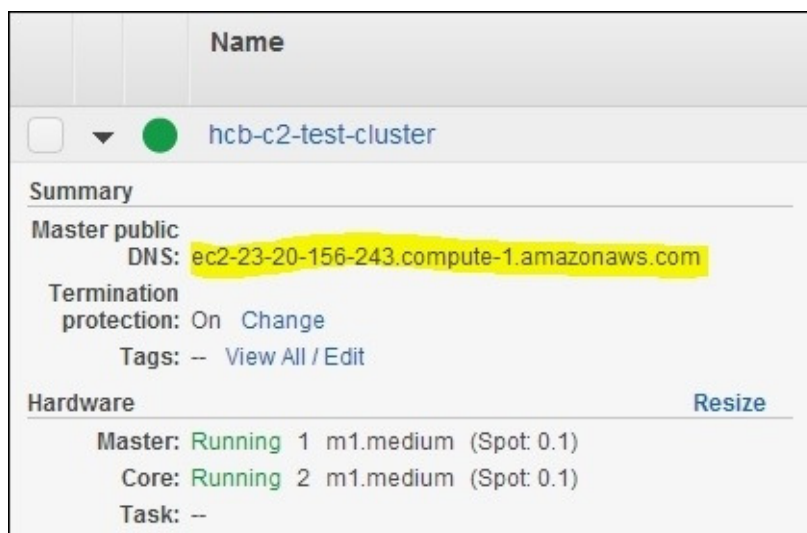 Name
hcb-c2-test-cluster
Summary
Master public
DNS: ec2-23-20-156-243.compute-1.amazonaws.com
Termination
protection: On Change
Tags: -- View All / Edit
Hardware Resize
Master: Running 1 m1.medium (Spot: 0.1)
Core: Running 2 m1.medium (Spot: 0.1)
Task: --